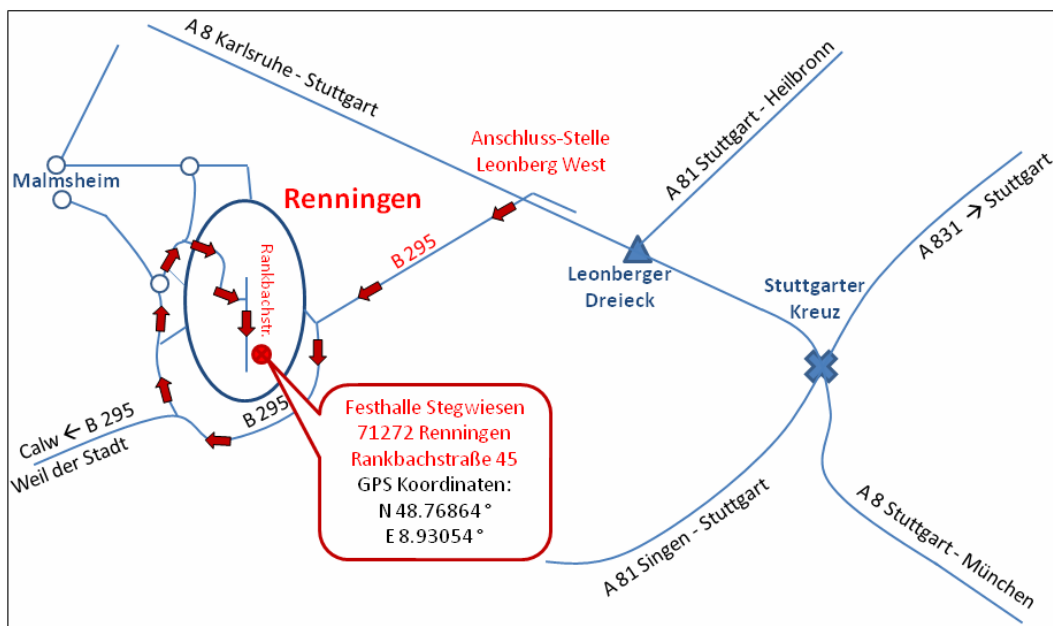 A 8 Karlsruhe - Stuttgart
A 81 Stuttgart - Heilbronn
Anschluss-Stelle
Leonberg West
A 831 → Stuttgart
Malmsheim
Renningen
B 295
Rankbachstr.
Leonberger
Dreieck
Stuttgarter
Kreuz
B 295
Calw ← B 295
Weil der Stadt
Festhalle Stegwiesen
71272 Renningen
Rankbachstraße 45
GPS Koordinaten:
N 48.76864°
E 8.93054°
A 81 Singen - Stuttgart
A 8 Stuttgart - München